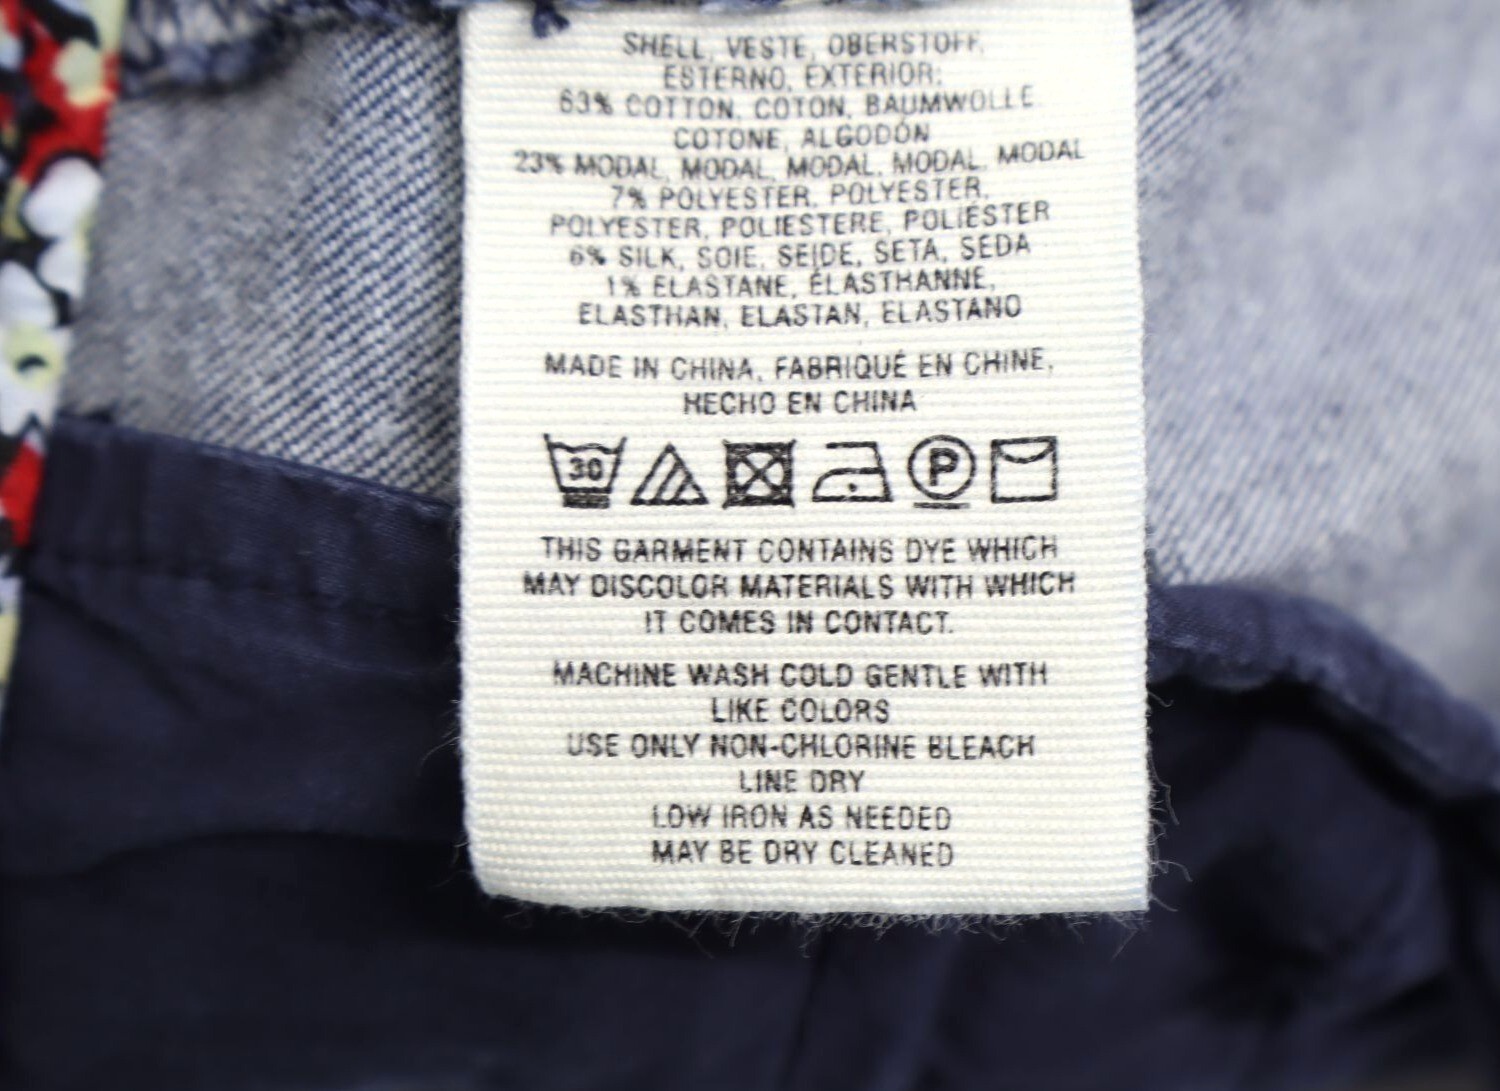 SHELL, VESTE, OBERSTOFF,
ESTERNO, EXTERIOR:
63% COTTON, COTON, BAUMWOLLE
COTONE, ALGODÓN
23% MODAL, MODAL, MODAL, MODAL, MODAL
7% POLYESTER, POLYESTER,
POLYESTER, POLIESTERE, POLIÉSTER
6% SILK, SOIE, SEIDE, SETA, SEDA
1% ELASTANE, ÉLASTHANNE,
ELASTHAN, ELASTAN, ELASTANO
MADE IN CHINA, FABRIQUÉ EN CHINE,
HECHO EN CHINA
30 P
THIS GARMENT CONTAINS DYE WHICH
MAY DISCOLOR MATERIALS WITH WHICH
IT COMES IN CONTACT.
MACHINE WASH COLD GENTLE WITH
LIKE COLORS
USE ONLY NON-CHLORINE BLEACH
LINE DRY
LOW IRON AS NEEDED
MAY BE DRY CLEANED